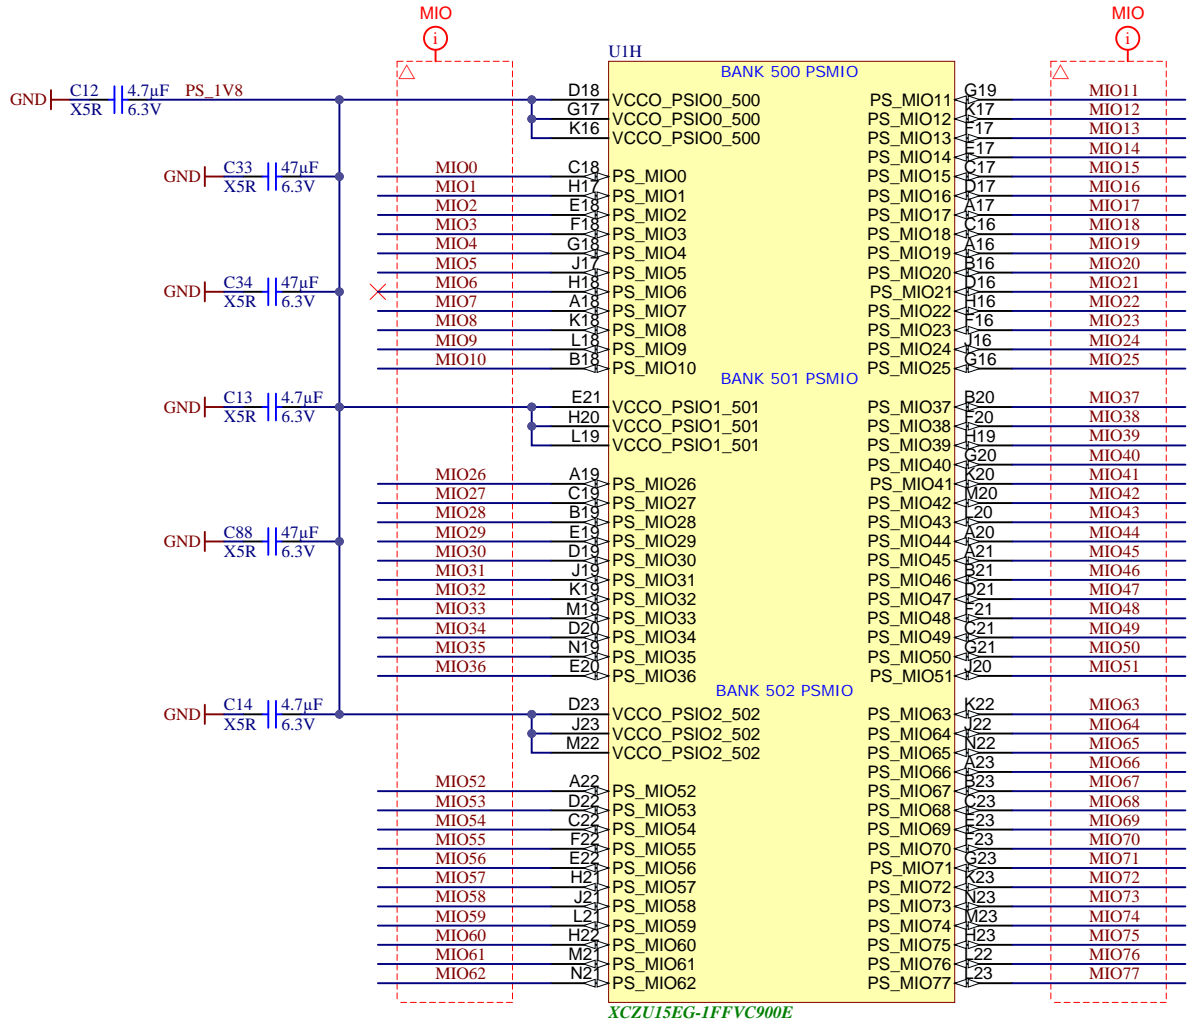 MIO MIO
i i
U1H
BANK 500 PSMIO
GND C12 4.7µF PS_1V8 D18 VCCO_PSIO0_500 PS_MIO11 G19 MIO11
X5R 6.3V G17 VCCO_PSIO0_500 PS_MIO12 K17 MIO12
K16 VCCO_PSIO0_500 PS_MIO13 F17 MIO13
PS_MIO14 E17 MIO14
GND C33 47µF MIO0 C18 PS_MIO0 PS_MIO15 C17 MIO15
X5R 6.3V MIO1 H17 PS_MIO1 PS_MIO16 D17 MIO16
MIO2 E18 PS_MIO2 PS_MIO17 A17 MIO17
MIO3 F18 PS_MIO3 PS_MIO18 C16 MIO18
MIO4 G18 PS_MIO4 PS_MIO19 A16 MIO19
MIO5 J17 PS_MIO5 PS_MIO20 B16 MIO20
GND C34 47µF MIO6 H18 PS_MIO6 PS_MIO21 D16 MIO21
X5R 6.3V MIO7 A18 PS_MIO7 PS_MIO22 H16 MIO22
MIO8 K18 PS_MIO8 PS_MIO23 F16 MIO23
MIO9 L18 PS_MIO9 PS_MIO24 J16 MIO24
MIO10 B18 PS_MIO10 PS_MIO25 G16 MIO25
BANK 501 PSMIO
GND C13 4.7µF E21 VCCO_PSIO1_501 PS_MIO37 B20 MIO37
X5R 6.3V H20 VCCO_PSIO1_501 PS_MIO38 F20 MIO38
L19 VCCO_PSIO1_501 PS_MIO39 H19 MIO39
PS_MIO40 G20 MIO40
MIO26 A19 PS_MIO26 PS_MIO41 K20 MIO41
MIO27 C19 PS_MIO27 PS_MIO42 M20 MIO42
MIO28 B19 PS_MIO28 PS_MIO43 L20 MIO43
GND C88 47µF MIO29 E19 PS_MIO29 PS_MIO44 A20 MIO44
X5R 6.3V MIO30 D19 PS_MIO30 PS_MIO45 A21 MIO45
MIO31 J19 PS_MIO31 PS_MIO46 B21 MIO46
MIO32 K19 PS_MIO32 PS_MIO47 D21 MIO47
MIO33 M19 PS_MIO33 PS_MIO48 F21 MIO48
MIO34 D20 PS_MIO34 PS_MIO49 C21 MIO49
MIO35 N19 PS_MIO35 PS_MIO50 G21 MIO50
MIO36 E20 PS_MIO36 PS_MIO51 J20 MIO51
BANK 502 PSMIO
GND C14 4.7µF D23 VCCO_PSIO2_502 PS_MIO63 K22 MIO63
X5R 6.3V J23 VCCO_PSIO2_502 PS_MIO64 J22 MIO64
M22 VCCO_PSIO2_502 PS_MIO65 N22 MIO65
PS_MIO66 A23 MIO66
MIO52 A22 PS_MIO52 PS_MIO67 B23 MIO67
MIO53 D22 PS_MIO53 PS_MIO68 C23 MIO68
MIO54 C22 PS_MIO54 PS_MIO69 E23 MIO69
MIO55 F22 PS_MIO55 PS_MIO70 F23 MIO70
MIO56 E22 PS_MIO56 PS_MIO71 G23 MIO71
MIO57 H21 PS_MIO57 PS_MIO72 K23 MIO72
MIO58 J21 PS_MIO58 PS_MIO73 N23 MIO73
MIO59 L21 PS_MIO59 PS_MIO74 M23 MIO74
MIO60 H22 PS_MIO60 PS_MIO75 H23 MIO75
MIO61 M21 PS_MIO61 PS_MIO76 L22 MIO76
MIO62 N21 PS_MIO62 PS_MIO77 L23 MIO77
XCZU15EG-1FFVC900E